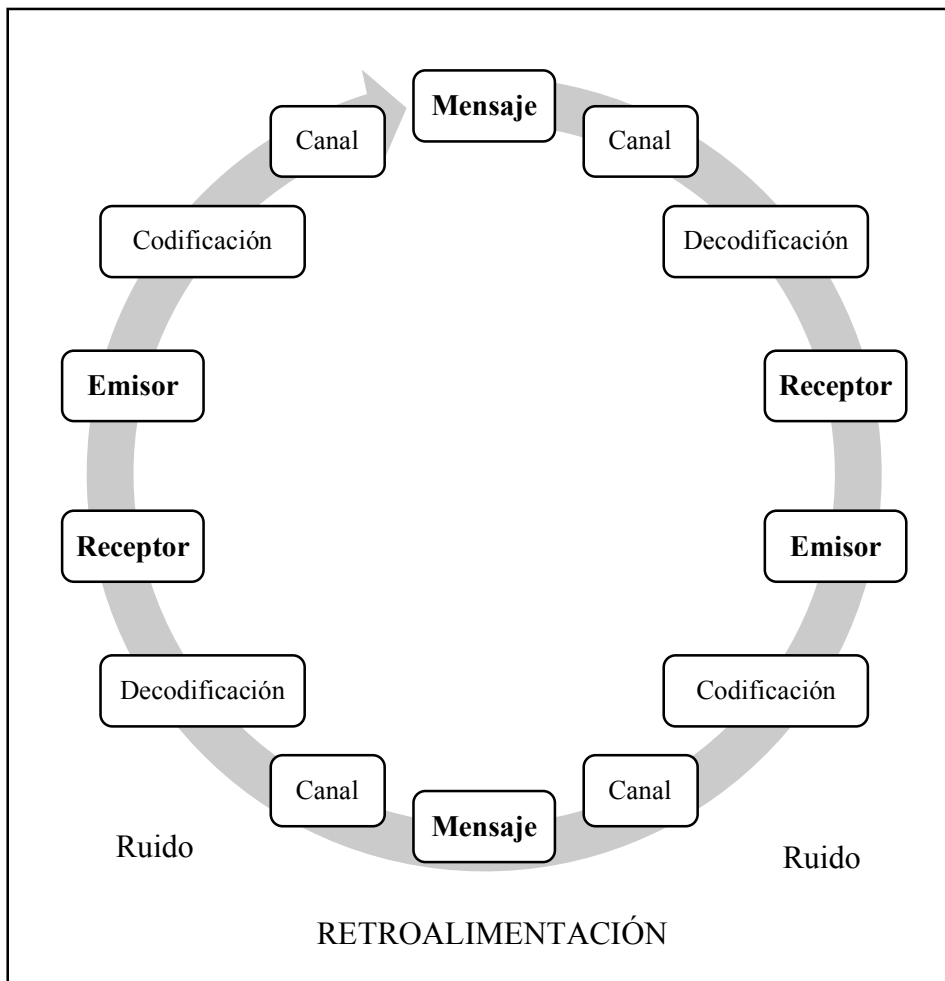 Mensaje
Canal
Canal
Codificación
Decodificación
Emisor
Receptor
Receptor
Emisor
Decodificación
Codificación
Canal
Canal
Mensaje
Ruido
Ruido
RETROALIMENTACIÓN